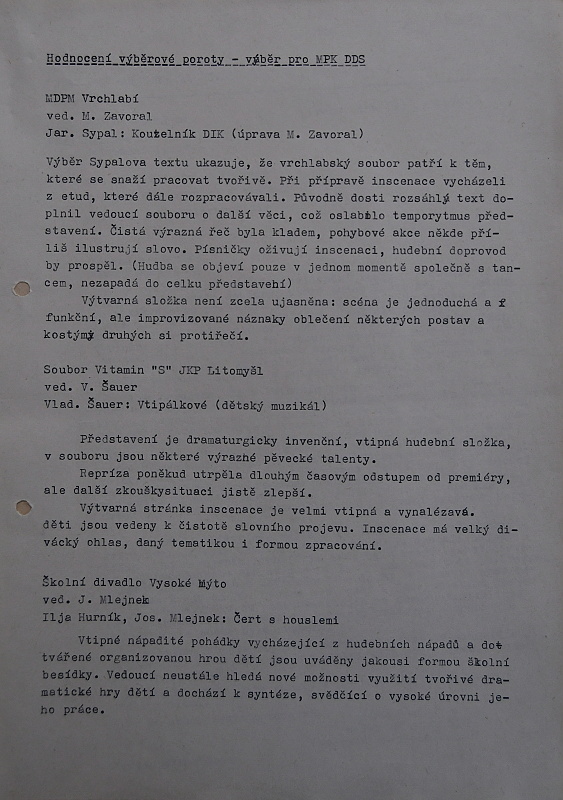 Hodnocení výběrové poroty - výběr pro MPK DDS
MDPM Vrchlabí
ved. M. Zavoral
Jar. Sypal: Koutelník DIK (úprava M. Zavoral)
Výběr Sypalova textu ukazuje, že vrchlabský soubor patří k těm,
které se snaží pracovat tvořivě. Při přípravě inscenace vycházeli
z etud, které dále rozpracovávali. Původně dosti rozsáhlý text do-
plnil vedoucí souboru o další věci, což oslabilo temporytmus před-
stavení. Čistá výrazná řeč byla kladem, pohybové akce někde pří-
liš ilustrují slovo. Písničky oživují inscenaci, hudební doprovod
by prospěl. (Hudba se objeví pouze v jednom momentě společně s tan-
cem, nezapadá do celku představehí)
Výtvarná složka není zcela ujasněna: scéna je jednoduchá a f
funkční, ale improvizované náznaky oblečení některých postav a
kostýmy druhých si protiřečí.
Soubor Vitamin "S" JKP Litomyšl
ved. V. Šauer
Vlad. Šauer: Vtipálkové (dětský muzikál)
Představení je dramaturgicky invenční, vtipná hudební složka,
v souboru jsou některé výrazné pěvecké talenty.
Repríza poněkud utrpěla dlouhým časovým odstupem od premiéry,
ale další zkouškysituaci jistě zlepší.
Výtvarná stránka inscenace je velmi vtipná a vynalézavá.
děti jsou vedeny k čistotě slovního projevu. Inscenace má velký di-
vácký ohlas, daný tematikou i formou zpracování.
Školní divadlo Vysoké Mýto
ved. J. Mlejnek
Ilja Hurník, Jos. Mlejnek: Čert s houslemi
Vtipné nápadité pohádky vycházející z hudebních nápadů a dot
tvářené organizovanou hrou dětí jsou uváděny jakousi formou školní
besídky. Vedoucí neustále hledá nové možnosti využití tvořivé dra-
matické hry dětí a dochází k syntéze, svědčící o vysoké úrovni je-
ho práce.